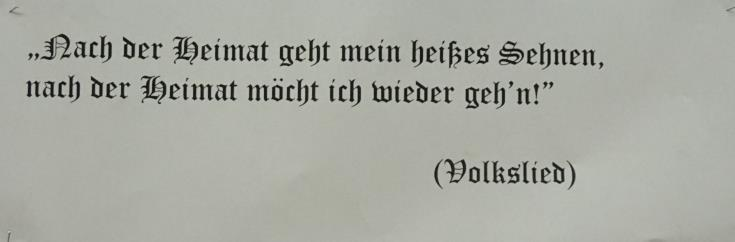 „Nach der Heimat geht mein heißes Sehnen,
nach der Heimat möcht ich wieder geh’n!”
(Volkslied)